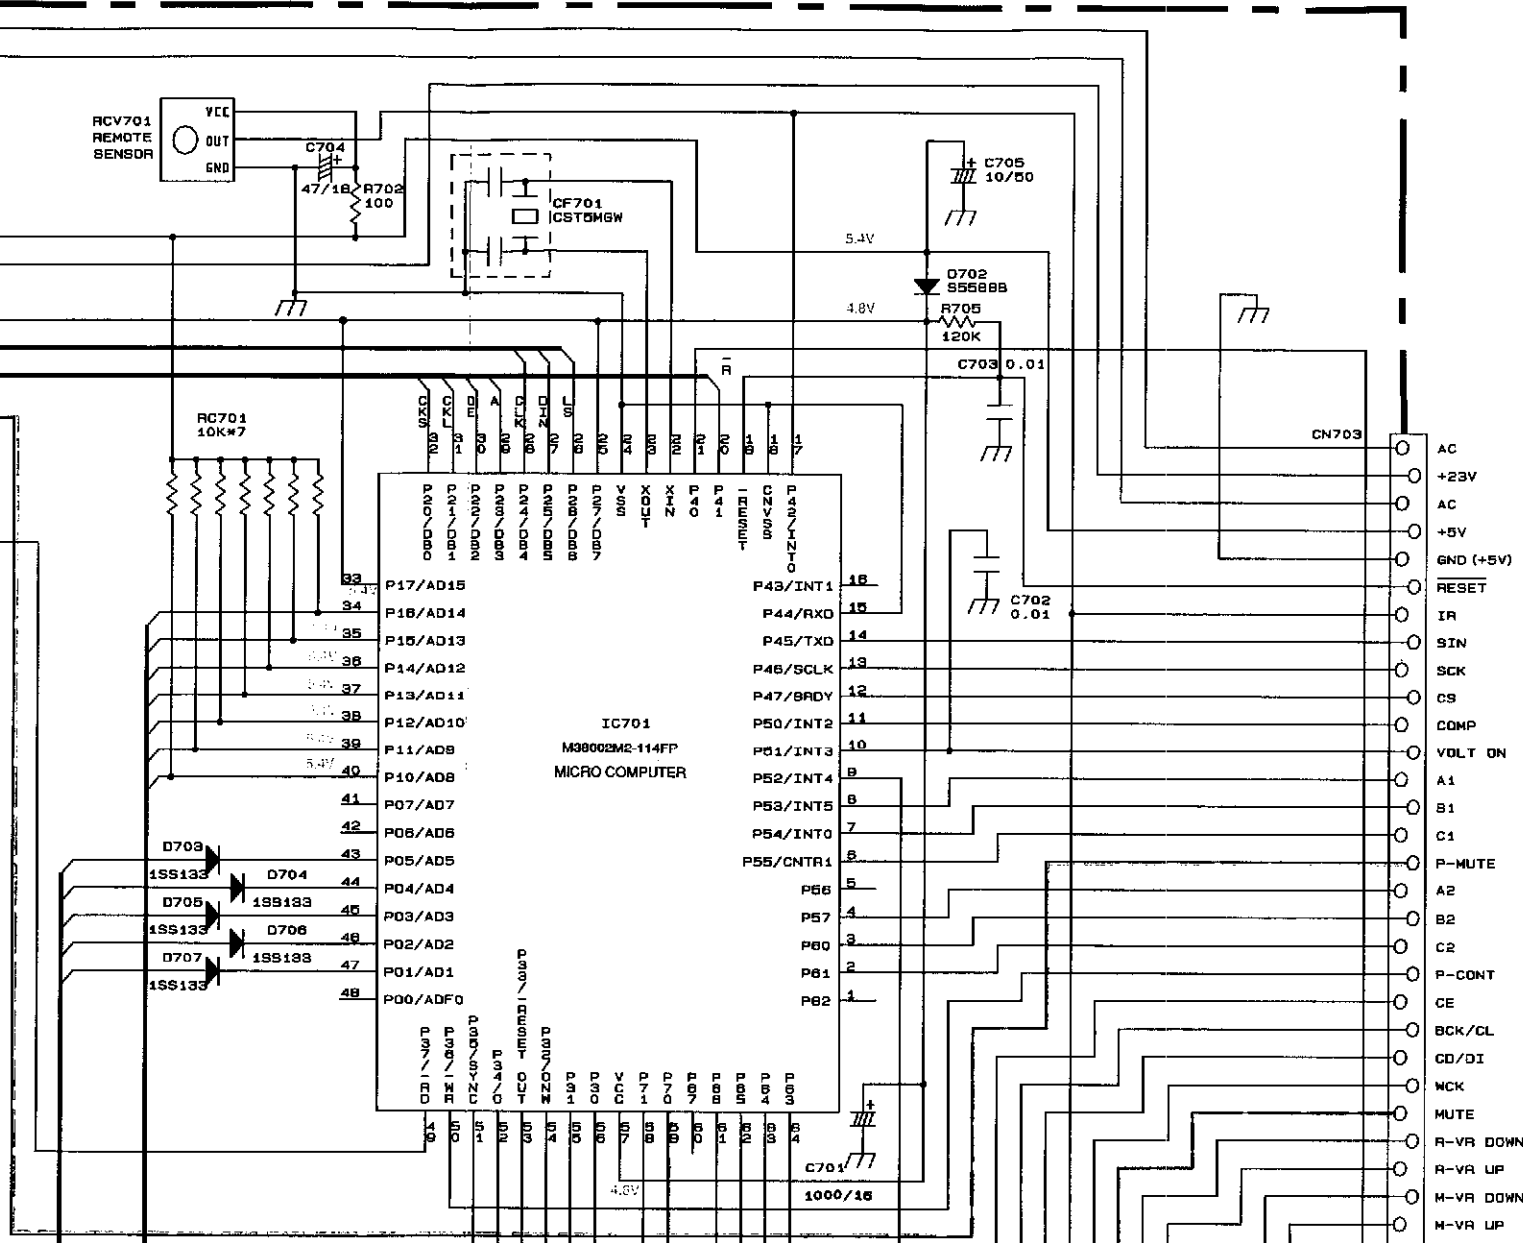 RCV701
REMOTE
SENSOR
VCC
OUT
GND
C704
+
47/16
R702
100
CF701
CST5MGW
+
C705
10/50
5.4V
D702
S5588B
4.8V
R705
120K
C703 0.01
R
RC701
10K*7
CKS
CKL
OE
A
CLK
DIN
LS
32
31
30
29
28
27
26
25
24
23
22
21
20
19
18
17
P20/DB0
P21/DB1
P22/DB2
P23/DB3
P24/DB4
P25/DB5
P26/DB6
P27/DB7
VSS
XOUT
XIN
P40
P41
-RESET
CNVSS
P42/INT0
33 P17/AD15
34 P16/AD14
35 P15/AD13
36 P14/AD12
37 P13/AD11
38 P12/AD10
39 P11/AD9
5.4V
40 P10/AD8
41 P07/AD7
42 P06/AD6
43 P05/AD5
44 P04/AD4
45 P03/AD3
46 P02/AD2
47 P01/AD1
48 P00/ADF0
D703
1SS133
D704
1SS133
D705
1SS133
D706
1SS133
D707
1SS133
IC701
M38002M2-114FP
MICRO COMPUTER
P43/INT1 16
P44/RXD 15
P45/TXD 14
P46/SCLK 13
P47/SRDY 12
P50/INT2 11
P51/INT3 10
P52/INT4 9
P53/INT5 8
P54/INT0 7
P55/CNTR1 6
P56 5
P57 4
P60 3
P61 2
P62 1
C702
0.01
P37/-RD
P36/-WR
P35/SYNC
P34/O
P33/-RESET OUT
P32/ONW
P31
P30
VCC
P71
P70
P67
P66
P65
P64
P63
49
50
51
52
53
54
55
56
57
58
59
60
61
62
63
64
4.8V
+
C701
1000/16
CN703
AC
+23V
AC
+5V
GND (+5V)
RESET
IR
SIN
SCK
CS
COMP
VOLT ON
A1
B1
C1
P-MUTE
A2
B2
C2
P-CONT
CE
BCK/CL
CD/DI
WCK
MUTE
R-VR DOWN
R-VR UP
M-VR DOWN
M-VR UP